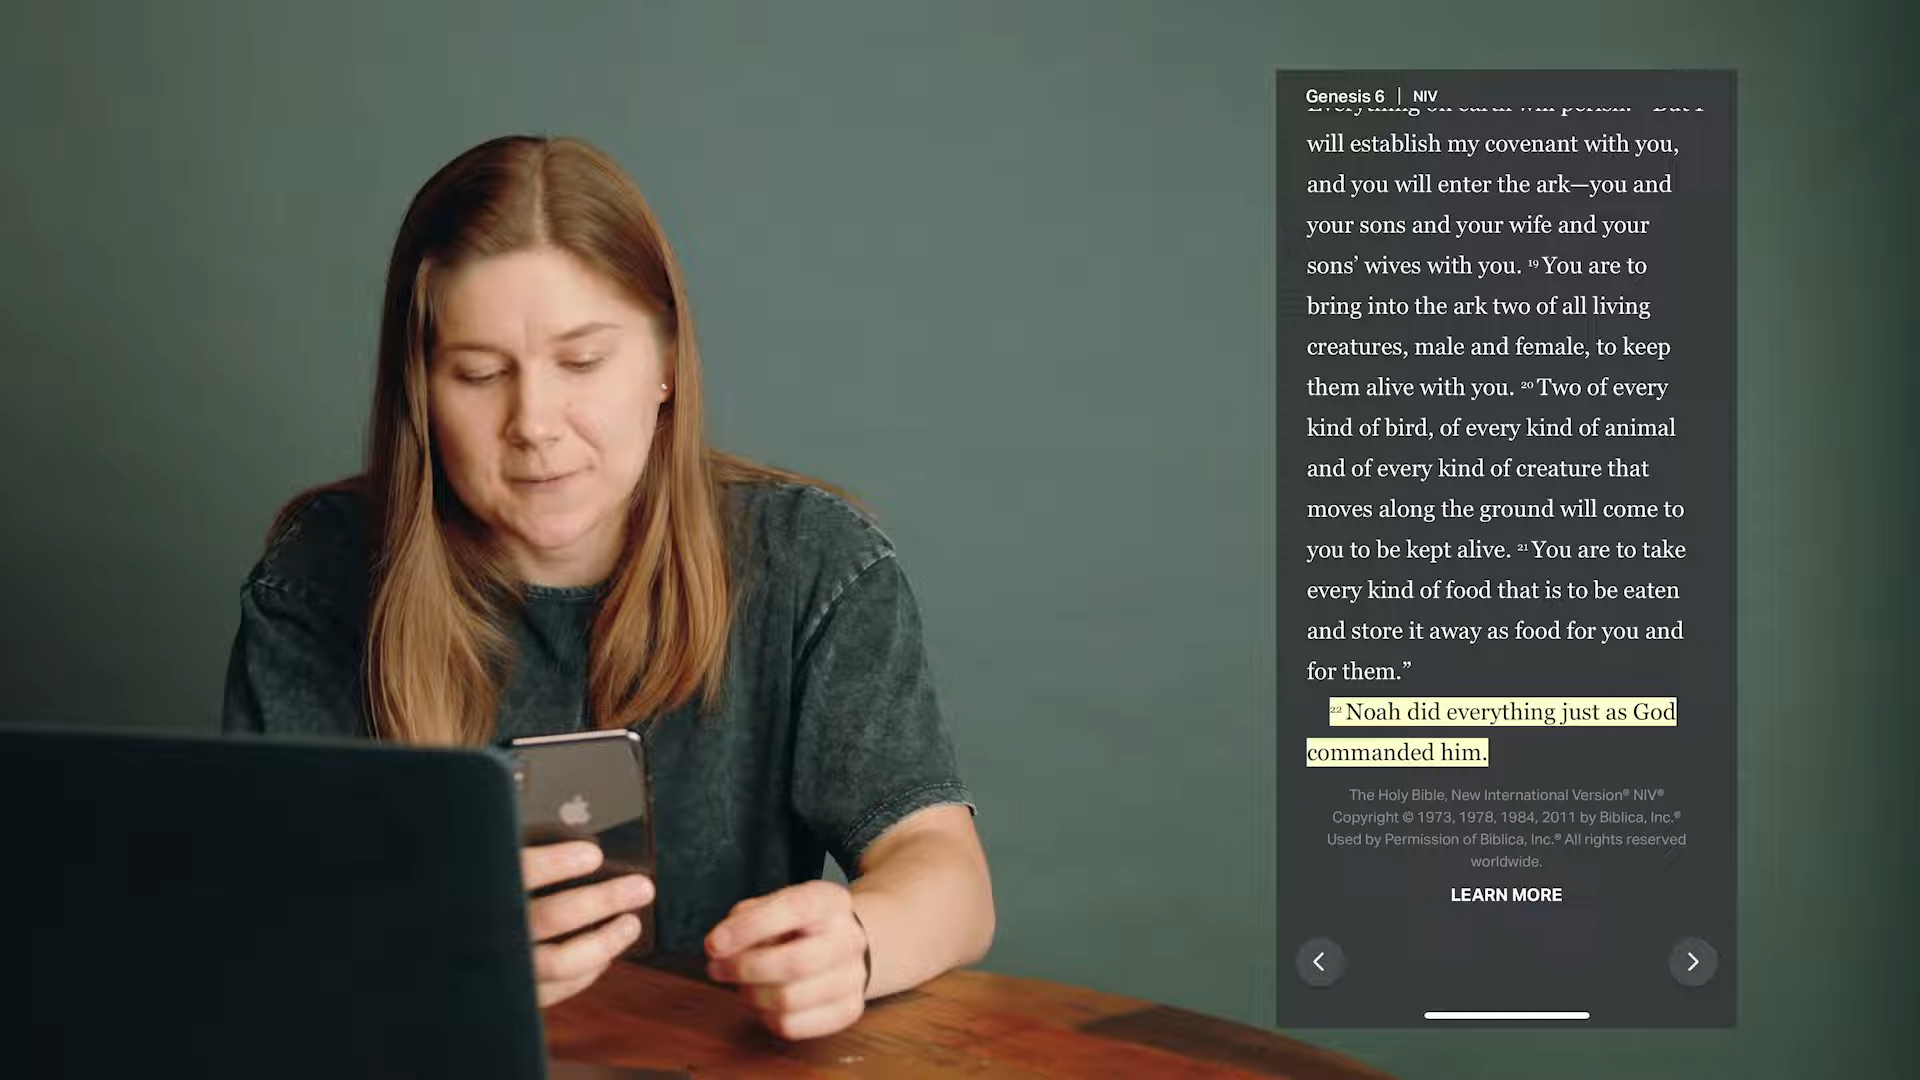 Genesis 6 | NIV
Everything on earth will perish. But I
will establish my covenant with you,
and you will enter the ark—you and
your sons and your wife and your
sons’ wives with you. 19 You are to
bring into the ark two of all living
creatures, male and female, to keep
them alive with you. 20 Two of every
kind of bird, of every kind of animal
and of every kind of creature that
moves along the ground will come to
you to be kept alive. 21 You are to take
every kind of food that is to be eaten
and store it away as food for you and
for them.”
22 Noah did everything just as God
commanded him.
The Holy Bible, New International Version® NIV®
Copyright © 1973, 1978, 1984, 2011 by Biblica, Inc.®
Used by Permission of Biblica, Inc.® All rights reserved
worldwide.
LEARN MORE